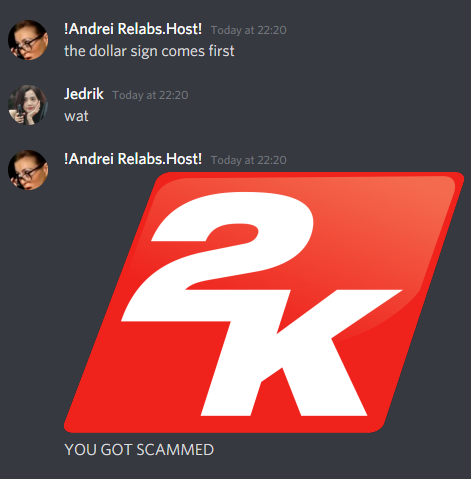 !Andrei Relabs.Host! Today at 22:20
the dollar sign comes first
Jedrik Today at 22:20
wat
!Andrei Relabs.Host! Today at 22:20
2K
YOU GOT SCAMMED